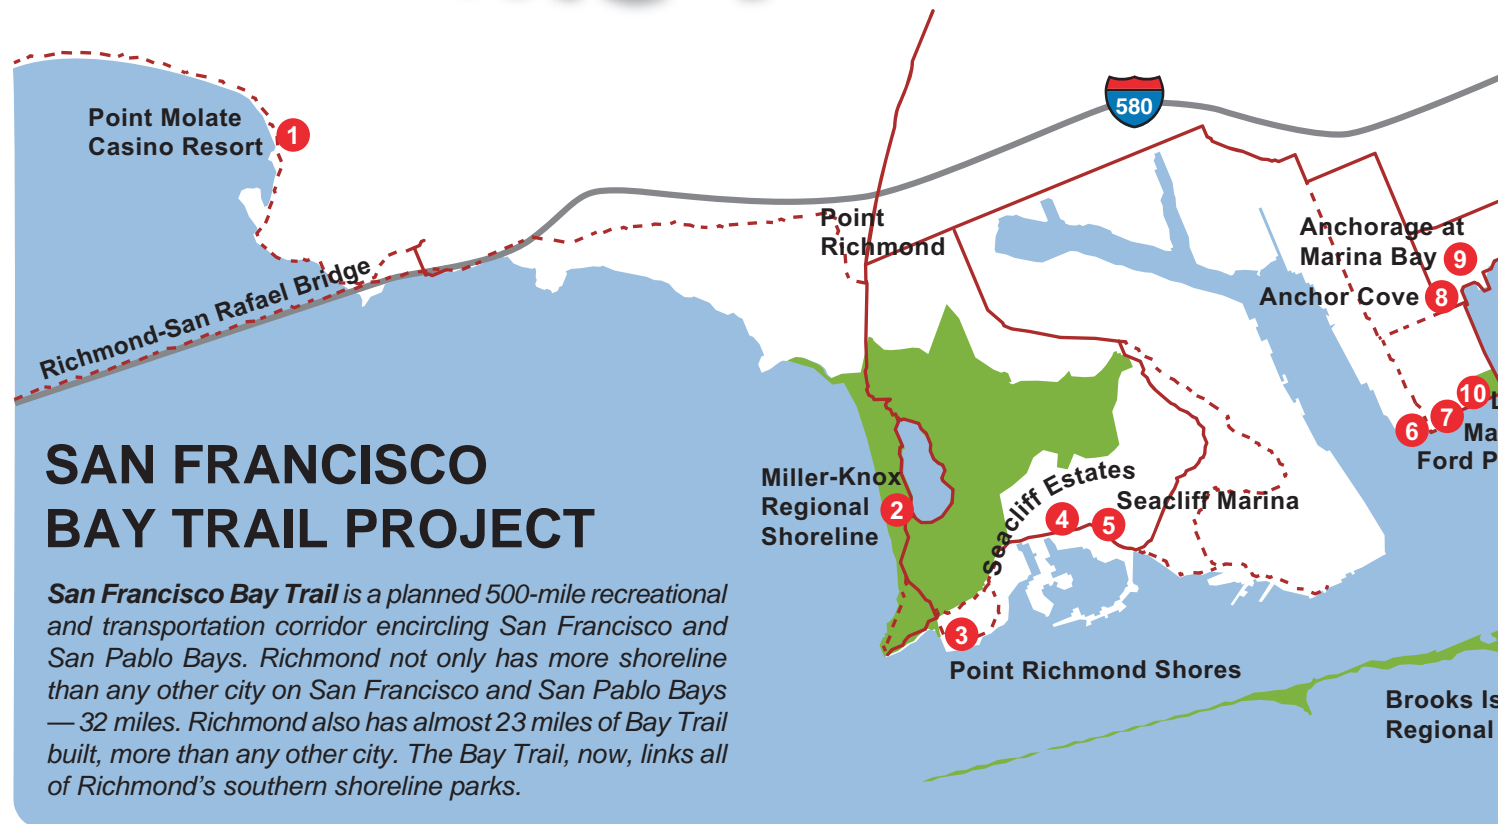 580
Point Molate
Casino Resort
1
Point
Richmond
Anchorage at
Marina Bay
9
Anchor Cove
8
Richmond-San Rafael Bridge
10
7
6
Ma
Ford P
SAN FRANCISCO
BAY TRAIL PROJECT
Miller-Knox
Regional
Shoreline
2
Seacliff Estates
4
5
Seacliff Marina
3
Point Richmond Shores
San Francisco Bay Trail is a planned 500-mile recreational
and transportation corridor encircling San Francisco and
San Pablo Bays. Richmond not only has more shoreline
than any other city on San Francisco and San Pablo Bays
— 32 miles. Richmond also has almost 23 miles of Bay Trail
built, more than any other city. The Bay Trail, now, links all
of Richmond’s southern shoreline parks.
Brooks Is
Regional